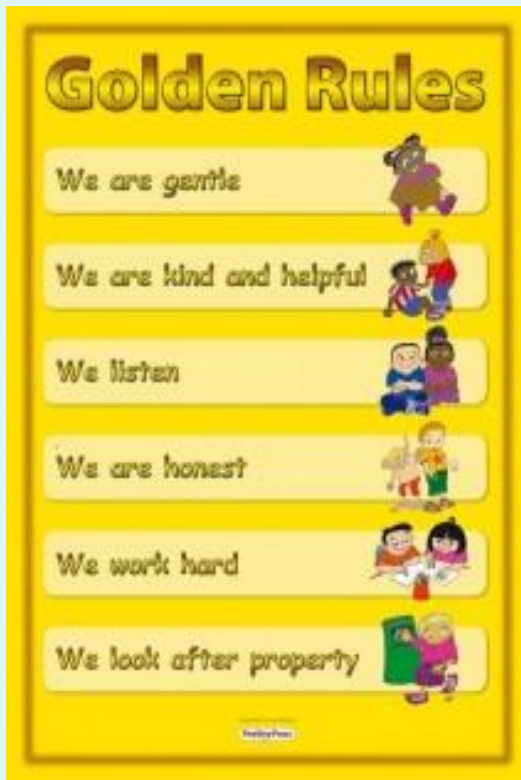 Golden Rules
We are gentle
We are kind and helpful
We listen
We are honest
We work hard
We look after property